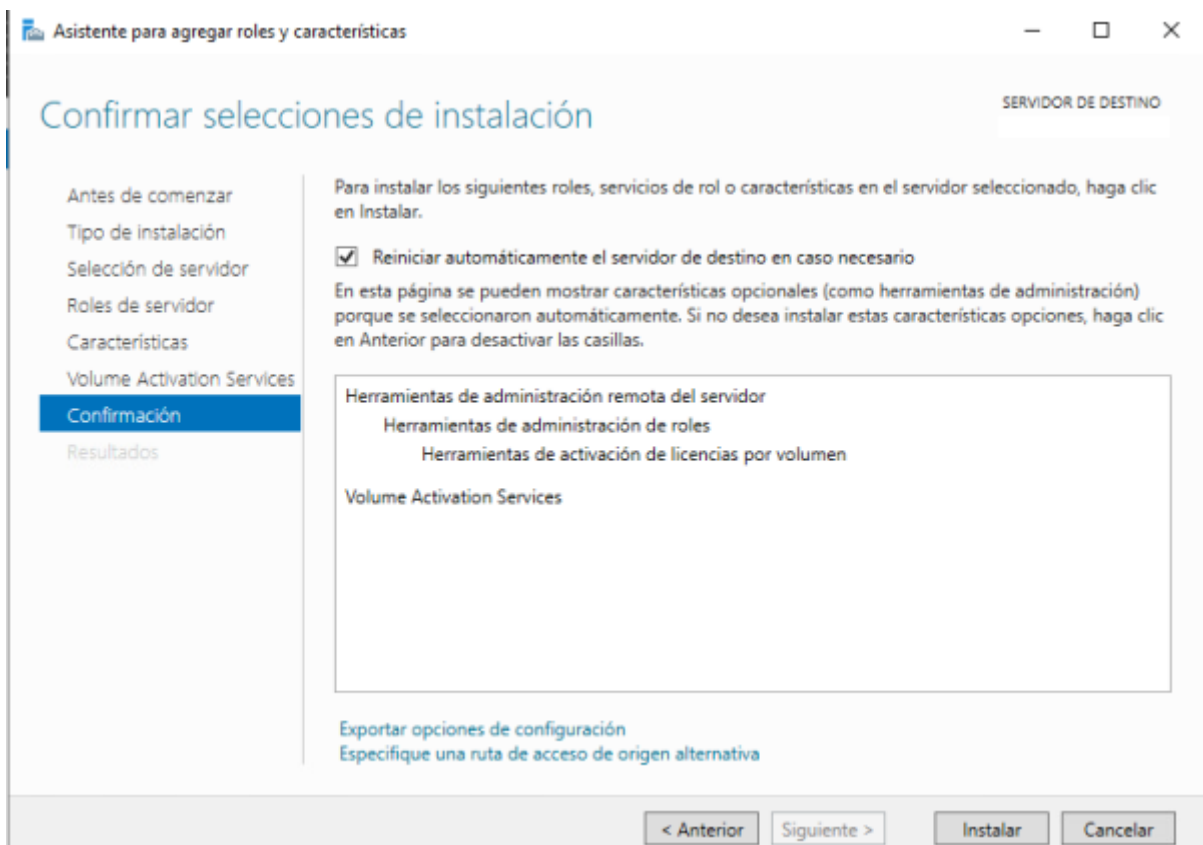 Asistente para agregar roles y características
Confirmar selecciones de instalación
SERVIDOR DE DESTINO
Antes de comenzar
Tipo de instalación
Selección de servidor
Roles de servidor
Características
Volume Activation Services
Confirmación
Resultados
Para instalar los siguientes roles, servicios de rol o características en el servidor seleccionado, haga clic
en Instalar.
Reiniciar automáticamente el servidor de destino en caso necesario
En esta página se pueden mostrar características opcionales (como herramientas de administración)
porque se seleccionaron automáticamente. Si no desea instalar estas características opciones, haga clic
en Anterior para desactivar las casillas.
Herramientas de administración remota del servidor
Herramientas de administración de roles
Herramientas de activación de licencias por volumen
Volume Activation Services
Exportar opciones de configuración
Especifique una ruta de acceso de origen alternativa
< Anterior Siguiente > Instalar Cancelar